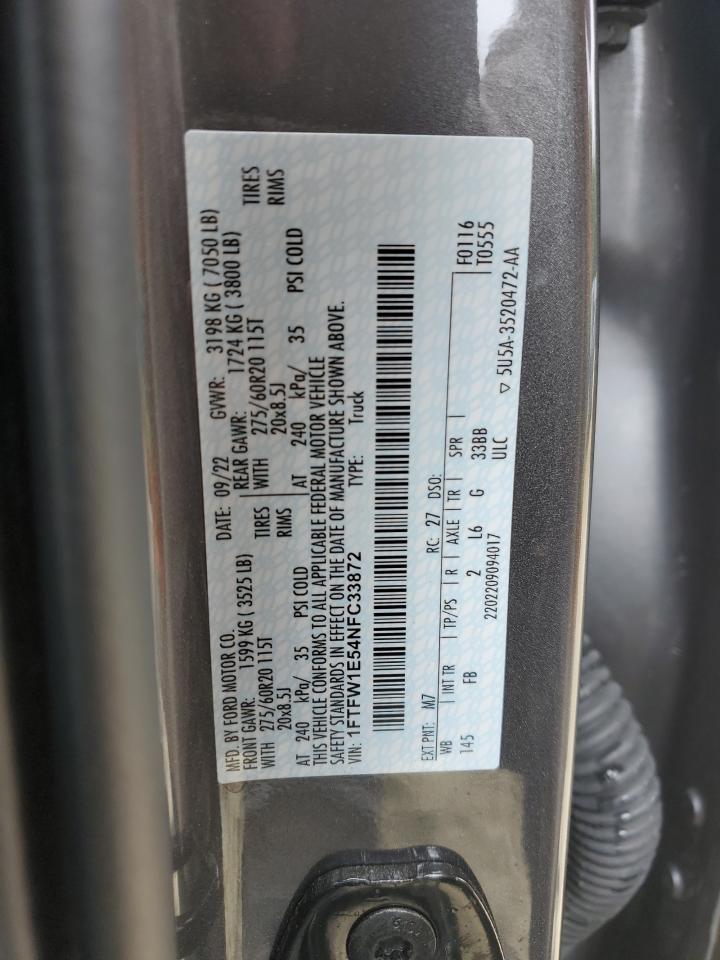 MFD. BY FORD MOTOR CO. DATE: 09/22 GVWR: 3198 KG ( 7050 LB)
FRONT GAWR: 1599 KG ( 3525 LB) REAR GAWR: 1724 KG ( 3800 LB)
WITH 275/60R20 115T TIRES WITH 275/60R20 115T TIRES
20x8.5J RIMS 20x8.5J RIMS
AT 240 kPa/ 35 PSI COLD AT 240 kPa/ 35 PSI COLD
THIS VEHICLE CONFORMS TO ALL APPLICABLE FEDERAL MOTOR VEHICLE
SAFETY STANDARDS IN EFFECT ON THE DATE OF MANUFACTURE SHOWN ABOVE.
VIN: 1FTFW1E54NFC33872 TYPE: Truck
EXT PNT: M7 RC: 27 DSO: F0116
WB INT TR TP/PS R AXLE TR SPR T0555
145 FB 2 L6 G 33BB
2202209094017 ULC ▽ 5U5A-3520472-AA